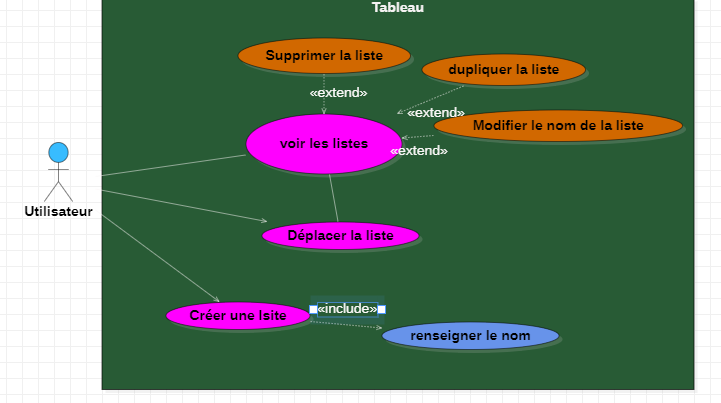 Tableau
Supprimer la liste
dupliquer la liste
«extend»
«extend»
Modifier le nom de la liste
voir les listes
«extend»
Utilisateur
Déplacer la liste
«include»
Créer une lsite
renseigner le nom